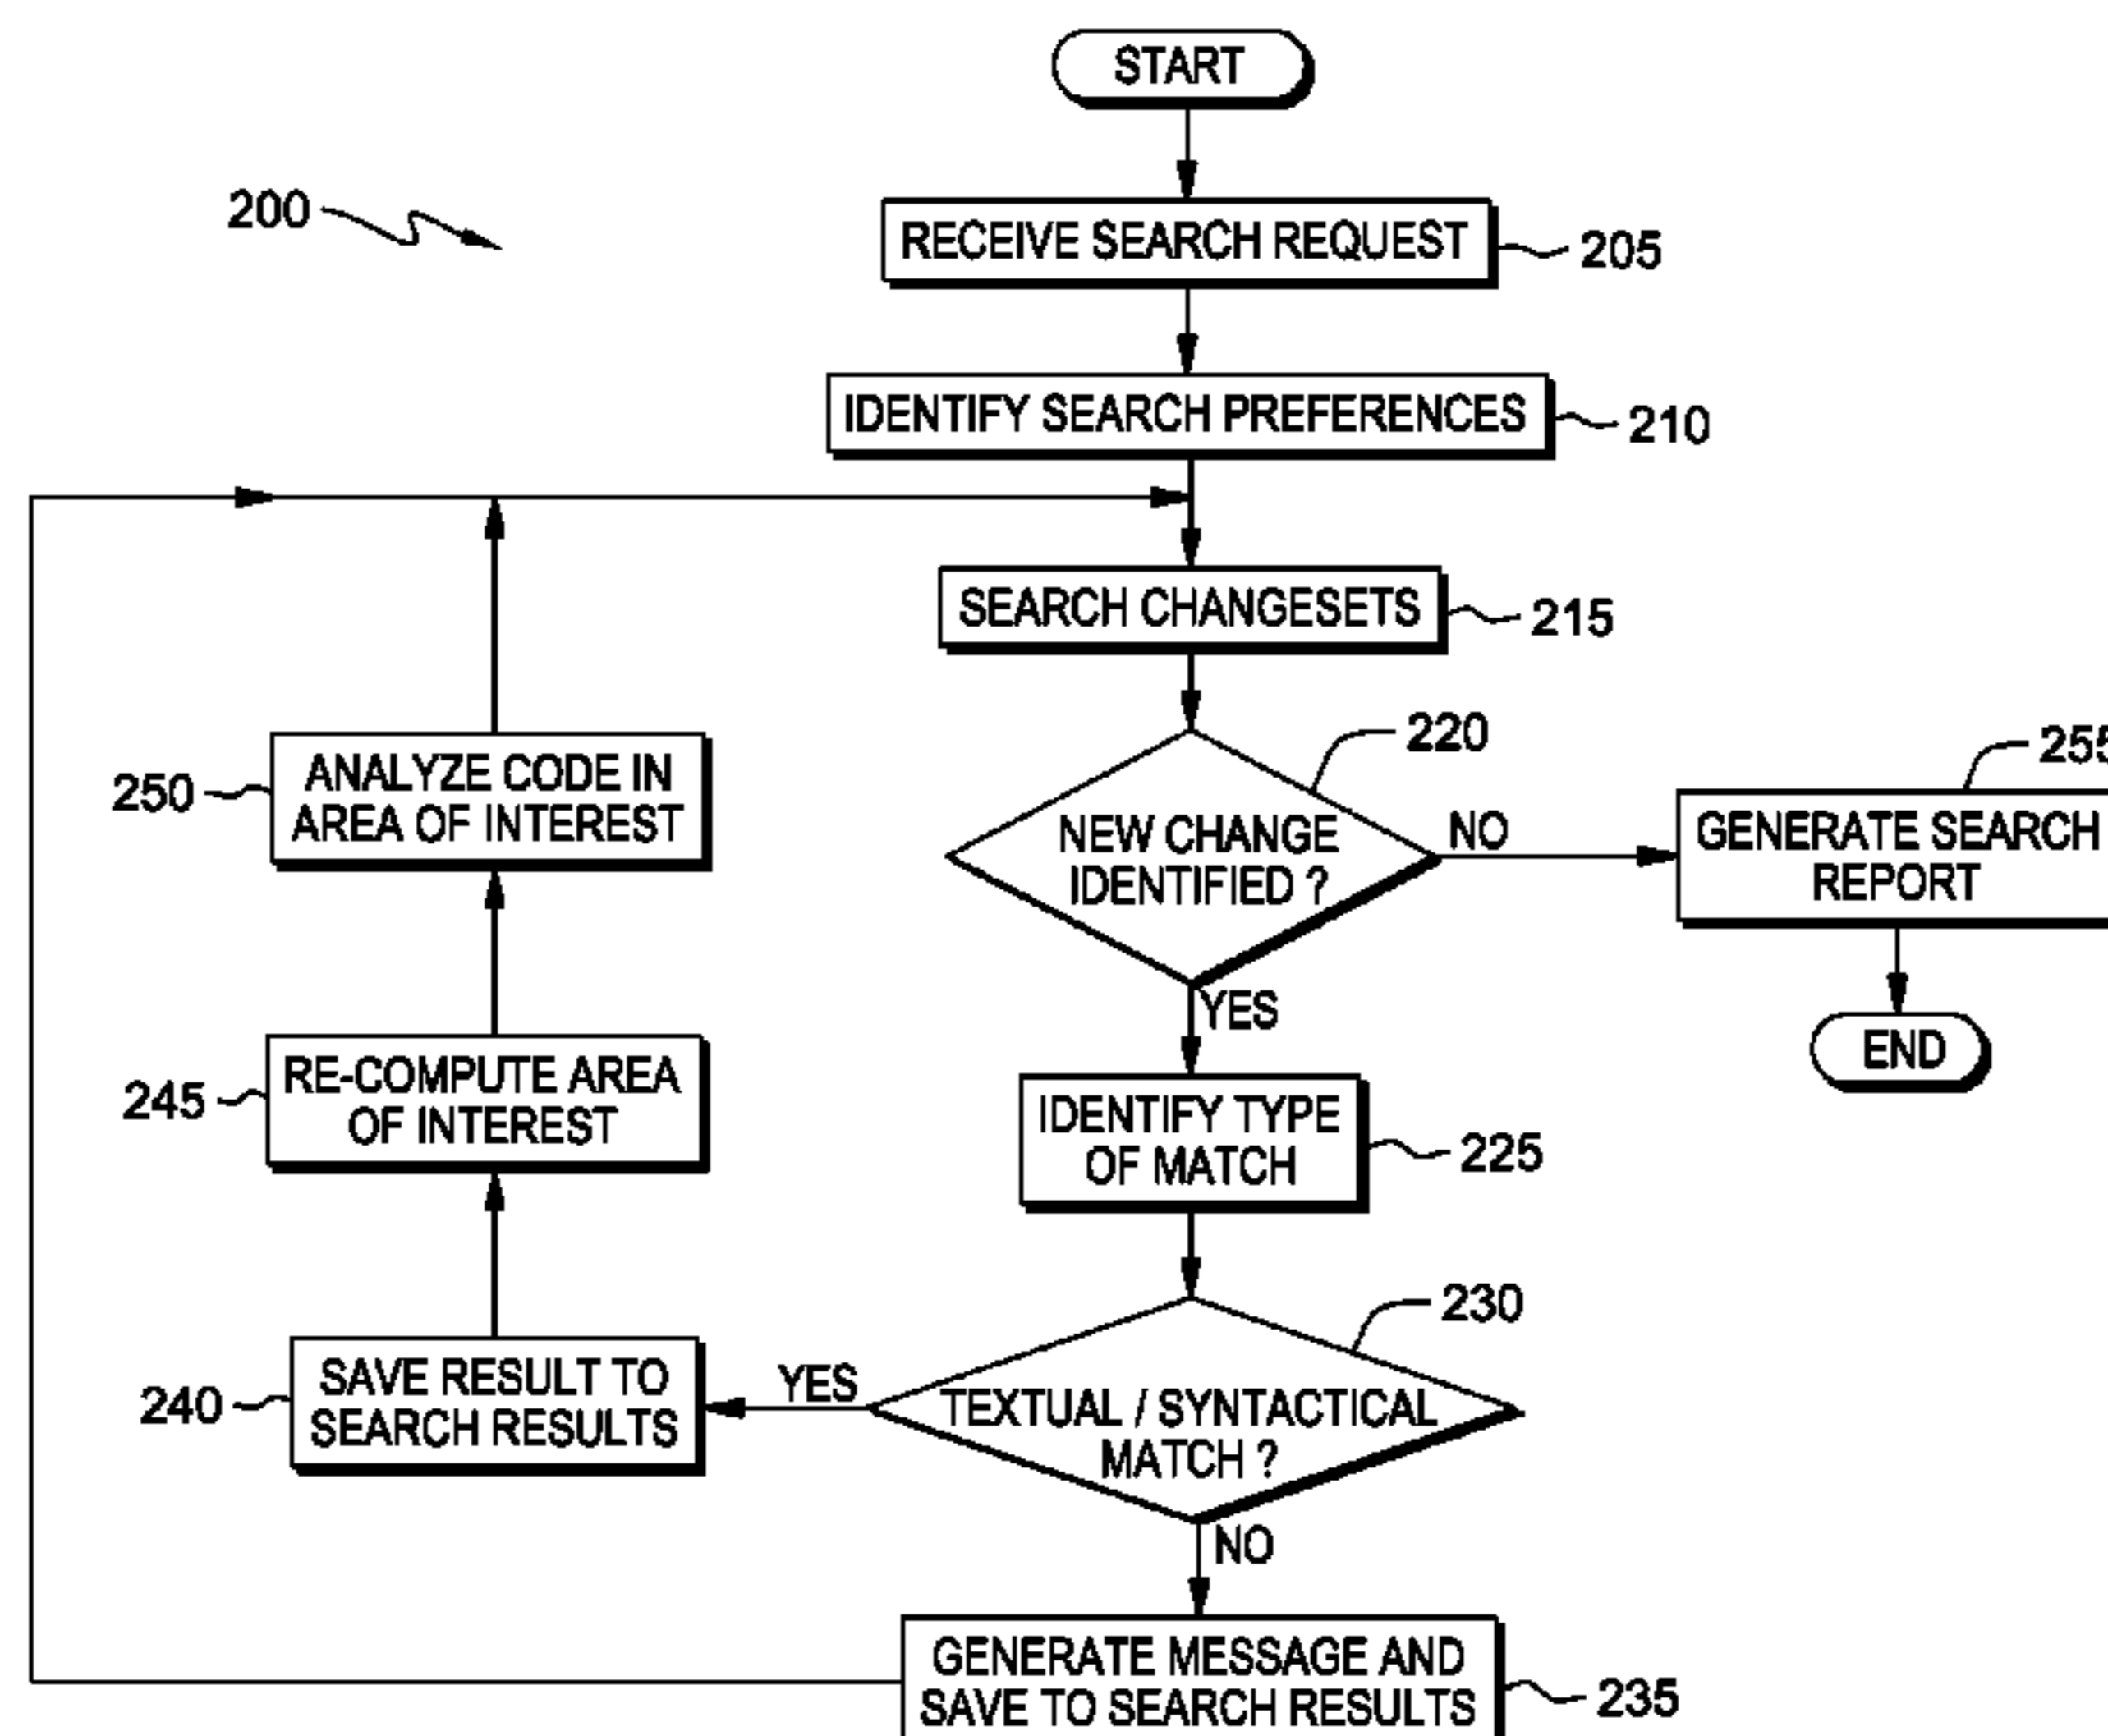 START
200
RECEIVE SEARCH REQUEST
205
IDENTIFY SEARCH PREFERENCES
210
SEARCH CHANGESETS
215
220
NEW CHANGE
IDENTIFIED ?
NO
YES
255
GENERATE SEARCH
REPORT
END
250
ANALYZE CODE IN
AREA OF INTEREST
245
RE-COMPUTE AREA
OF INTEREST
IDENTIFY TYPE
OF MATCH
225
230
TEXTUAL / SYNTACTICAL
MATCH ?
YES
NO
240
SAVE RESULT TO
SEARCH RESULTS
GENERATE MESSAGE AND
SAVE TO SEARCH RESULTS
235